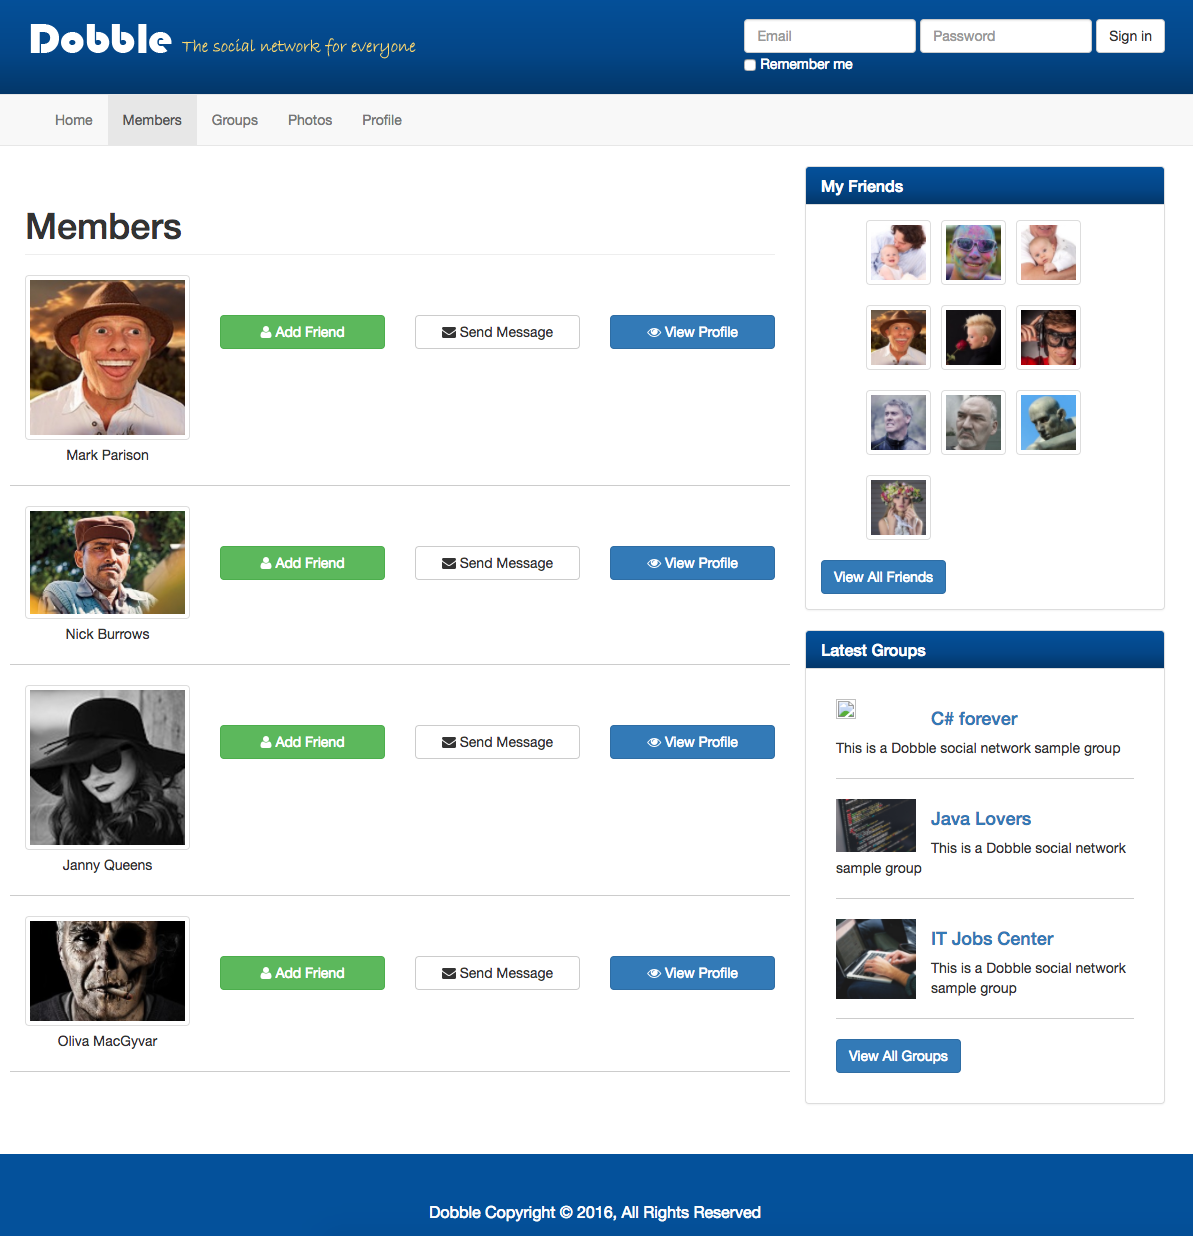 Dobble The social network for everyone
Email Password Sign in
Remember me
Home Members Groups Photos Profile
Members
Add Friend Send Message View Profile
Mark Parison
Add Friend Send Message View Profile
Nick Burrows
Add Friend Send Message View Profile
Janny Queens
Add Friend Send Message View Profile
Oliva MacGyvar
My Friends
View All Friends
Latest Groups
C# forever
This is a Dobble social network sample group
Java Lovers
This is a Dobble social network
sample group
IT Jobs Center
This is a Dobble social network
sample group
View All Groups
Dobble Copyright © 2016, All Rights Reserved